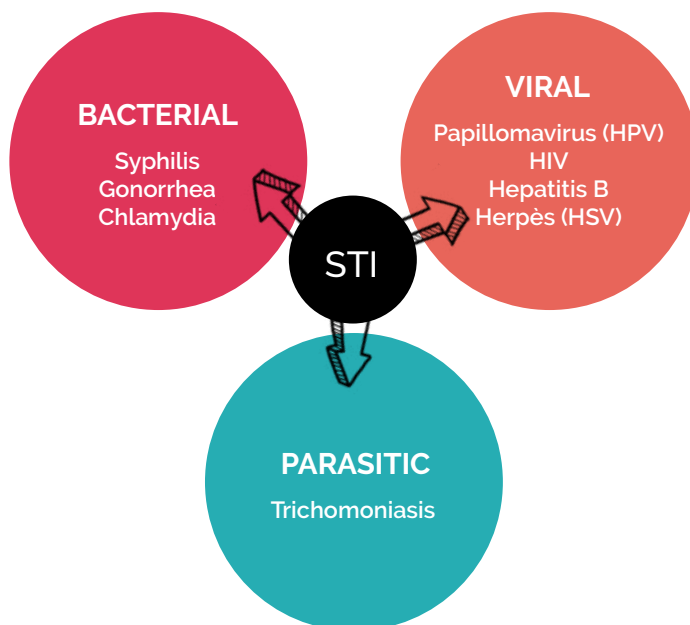 BACTERIAL
Syphilis
Gonorrhea
Chlamydia
VIRAL
Papillomavirus (HPV)
HIV
Hepatitis B
Herpès (HSV)
STI
PARASITIC
Trichomoniasis